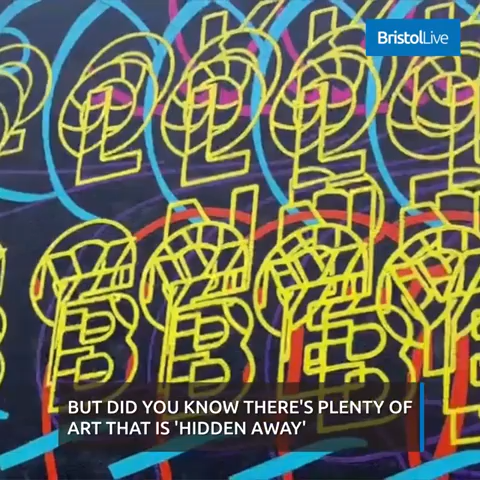 BristolLive
BUT DID YOU KNOW THERE'S PLENTY OF
ART THAT IS 'HIDDEN AWAY'